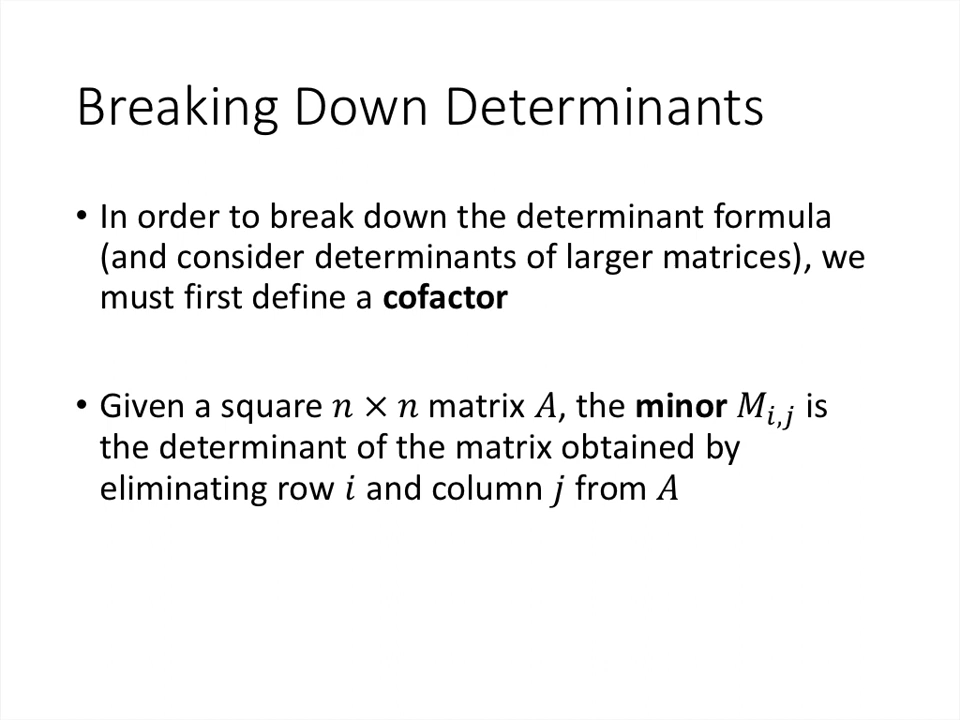 Breaking Down Determinants
• In order to break down the determinant formula
(and consider determinants of larger matrices), we
must first define a cofactor
• Given a square 𝑛 × 𝑛 matrix 𝐴, the minor 𝑀𝑖,𝑗 is
the determinant of the matrix obtained by
eliminating row 𝑖 and column 𝑗 from 𝐴